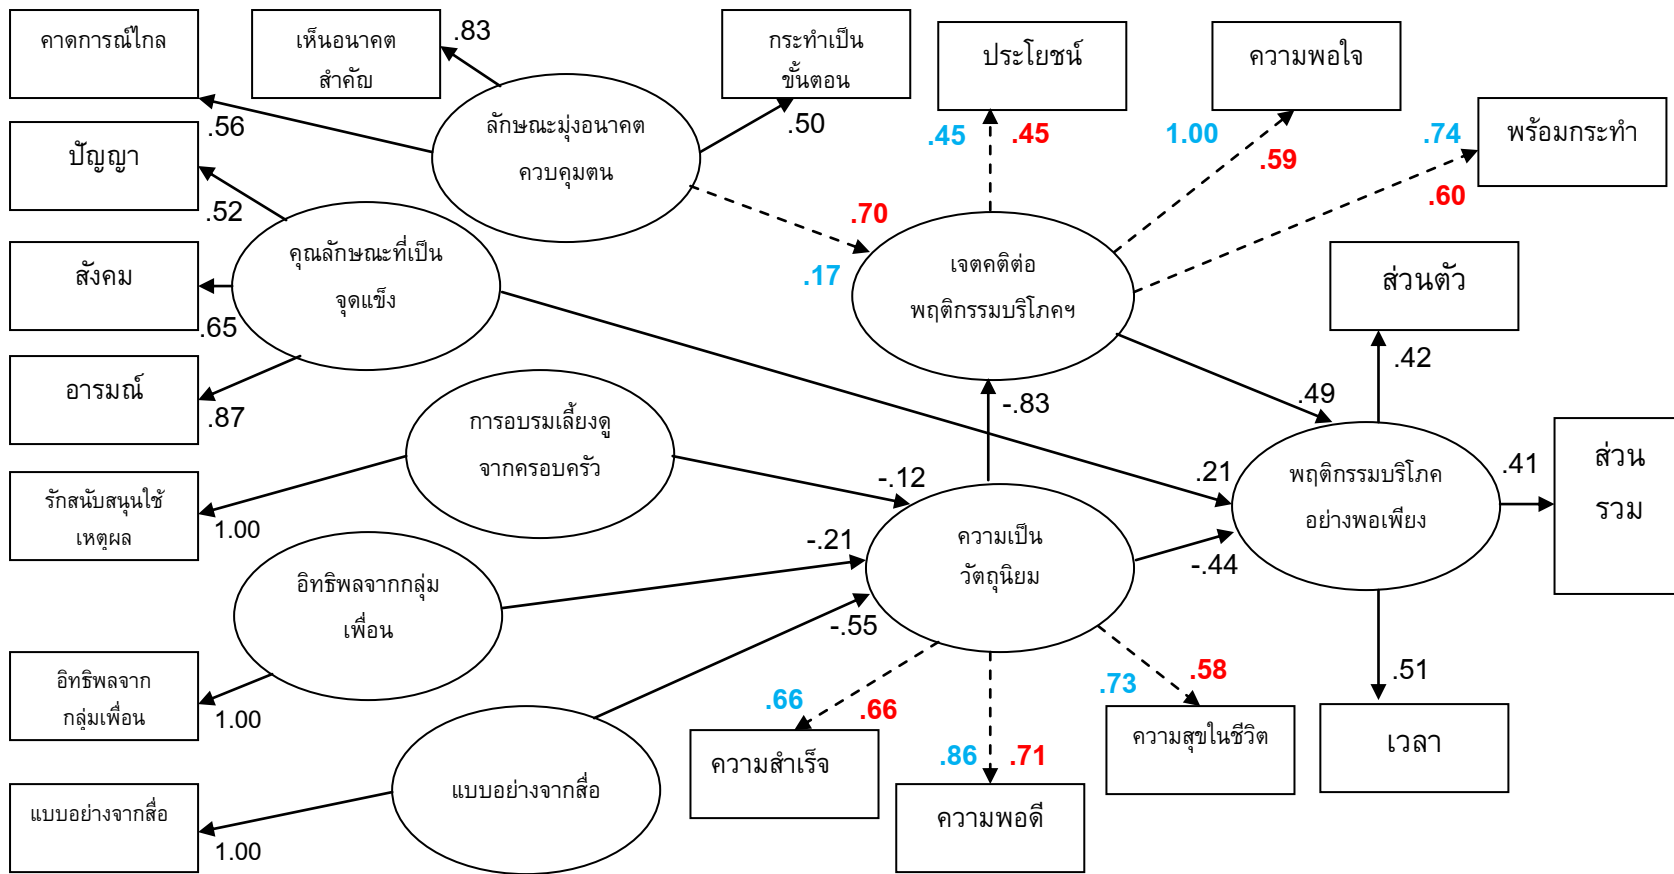 คาดการณ์ไกล
เห็นอนาคต
สำคัญ
.83
กระทำเป็น
ขั้นตอน
ประโยชน์
ความพอใจ
พร้อมกระทำ
.56
ลักษณะมุ่งอนาคต
ควบคุมตน
.50
.45
.45
1.00
.59
.74
.60
ปัญญา
.52
.70
.17
สังคม
.65
คุณลักษณะที่เป็น
จุดแข็ง
เจตคติต่อ
พฤติกรรมบริโภคฯ
ส่วนตัว
.42
อารมณ์
.87
การอบรมเลี้ยงดู
จากครอบครัว
-.83
.49
-.12
.21
พฤติกรรมบริโภค
อย่างพอเพียง
.41
ส่วน
รวม
รักสนับสนุนใช้
เหตุผล
1.00
-.21
ความเป็น
วัตถุนิยม
-.44
อิทธิพลจากกลุ่ม
เพื่อน
-.55
อิทธิพลจาก
กลุ่มเพื่อน
1.00
.66
.66
.86
.71
.73
.58
.51
ความสำเร็จ
ความพอดี
ความสุขในชีวิต
เวลา
แบบอย่างจากสื่อ
แบบอย่างจากสื่อ
1.00